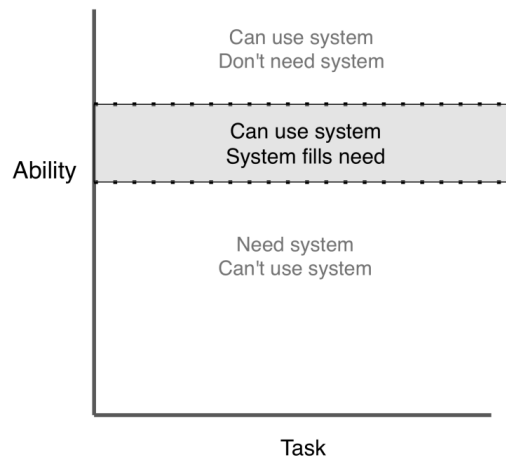 Can use system
Don't need system
Can use system
System fills need
Ability
Need system
Can't use system
Task